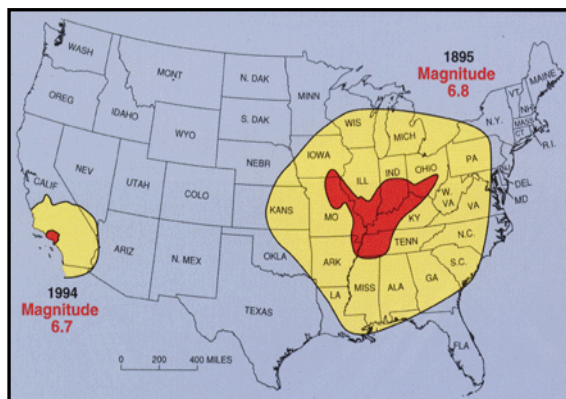 1895
Magnitude
6.8
WASH
MONT
N. DAK
MINN
MAINE
VT.
NH
OREG
IDAHO
S. DAK
WIS
MICH
N.Y.
MASS
CT.
R.I.
WYO
IOWA
NEBR
PA
NEV
UTAH
COLO
ILL
IND
OHIO
W.
VA
DEL
MD
CALIF
KANS
MO
KY
VA
N.C.
TENN
ARIZ
N. MEX
OKLA
ARK
S.C.
MISS
ALA
GA
1994
Magnitude
6.7
TEXAS
LA
FLA
0 200 400 MILES